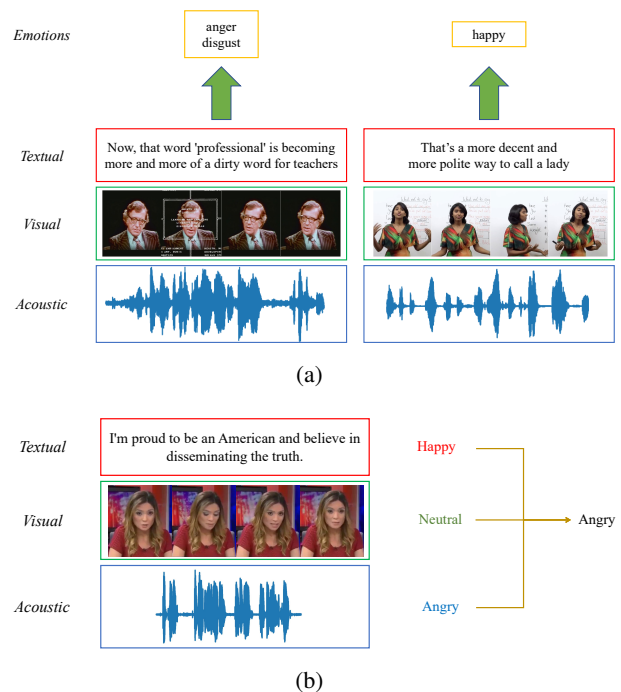 Emotions
anger
disgust
happy
Textual
Now, that word 'professional' is becoming
more and more of a dirty word for teachers
That's a more decent and
more polite way to call a lady
Visual
Acoustic
(a)
Textual
I'm proud to be an American and believe in
disseminating the truth.
Happy
Visual
Neutral
Angry
Acoustic
Angry
(b)